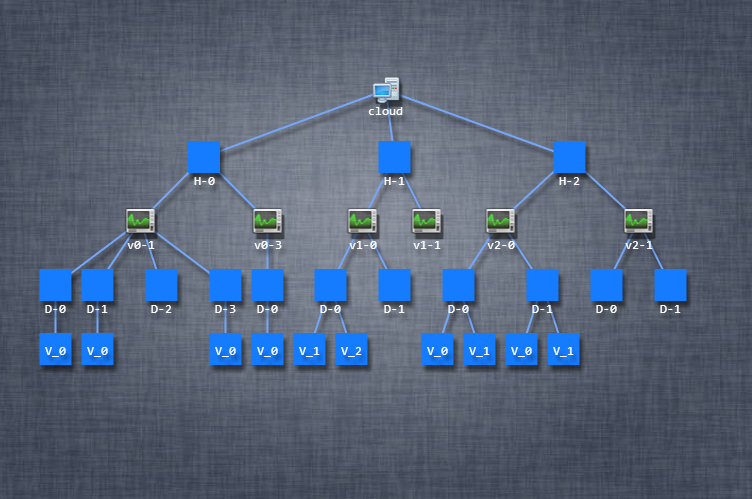 cloud
H-0 H-1 H-2
v0-1 v0-3 v1-0 v1-1 v2-0 v2-1
D-0 D-1 D-2 D-3 D-0 D-0 D-1 D-0 D-1 D-0 D-1
V_0 V_0 V_0 V_0 V_1 V_2 V_0 V_1 V_0 V_1